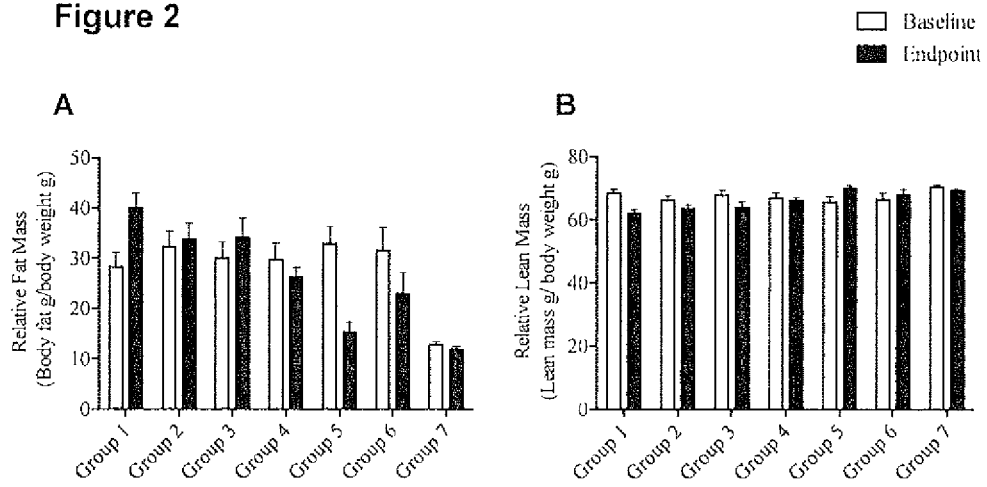 Figure 2
Baseline
Endpoint
A
B
Relative Fat Mass
(Body fat g/body weight g)
50
40
30
20
10
0
Group 1
Group 2
Group 3
Group 4
Group 5
Group 6
Group 7
Relative Lean Mass
(Lean mass g/ body weight g)
80
60
40
20
0
Group 1
Group 2
Group 3
Group 4
Group 5
Group 6
Group 7